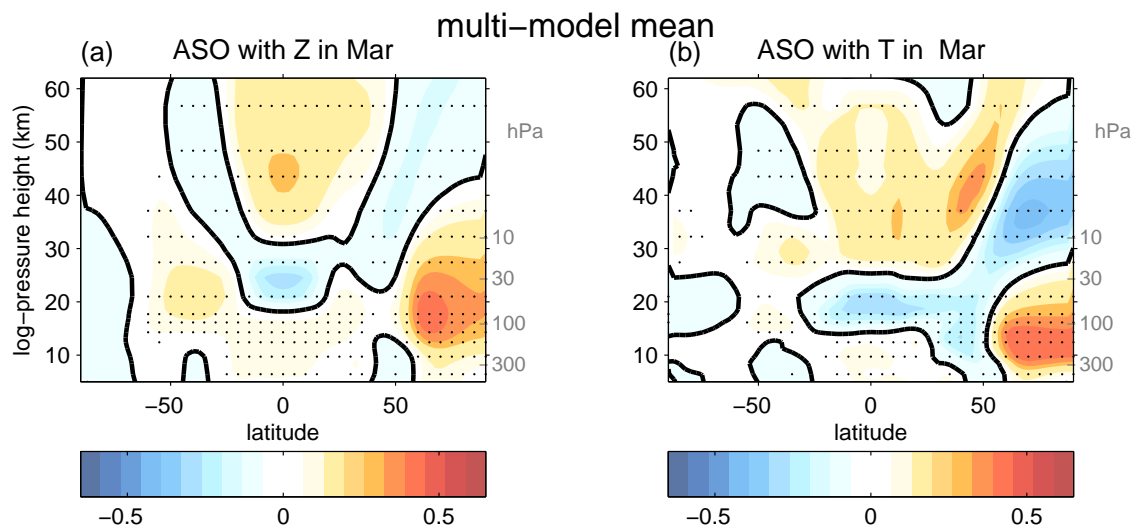 multi−model mean
(a) ASO with Z in Mar
(b) ASO with T in Mar
log−pressure height (km)
60
50
40
30
20
10
hPa
10
30
100
300
−50 0 50
latitude
−0.5 0 0.5
60
50
40
30
20
10
hPa
10
30
100
300
−50 0 50
latitude
−0.5 0 0.5